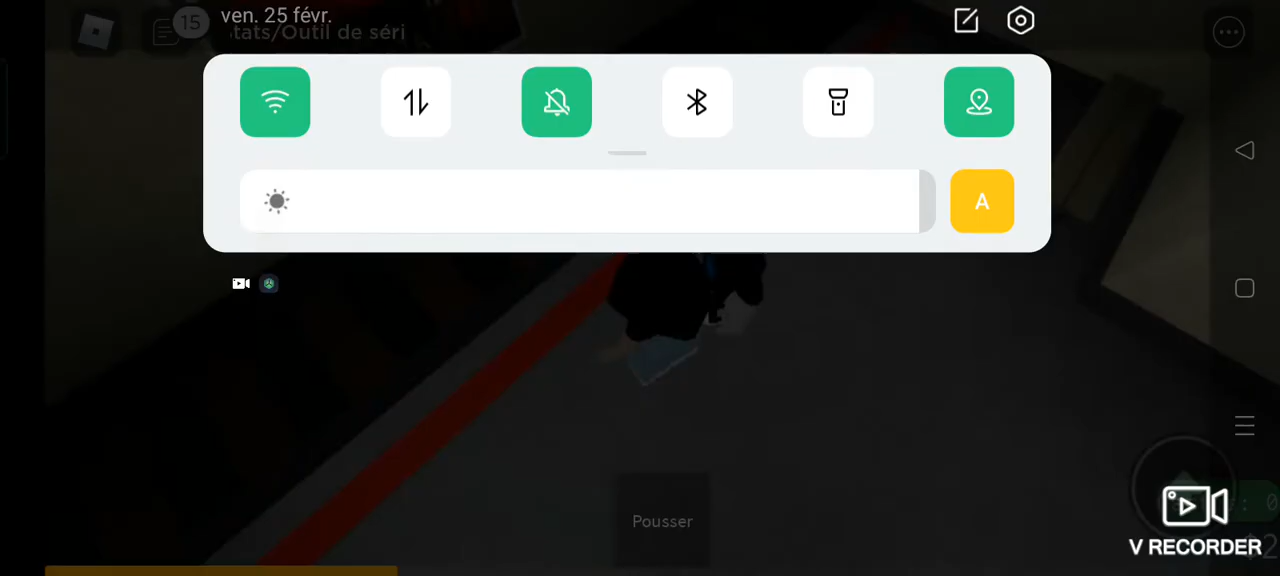 ven. 25 févr.
15
tats/Outil de séri
A
Pousser
V RECORDER